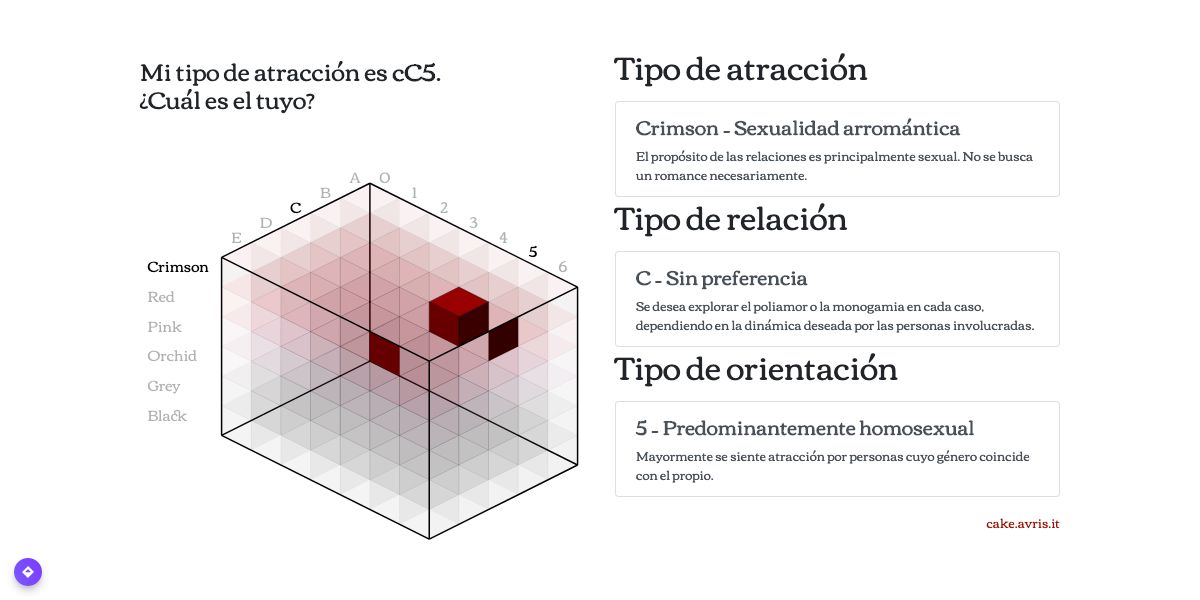 Mi tipo de atracción es cC5.
¿Cuál es el tuyo?
A O
B 1
C 2
D 3
E 4
5
6
Crimson
Red
Pink
Orchid
Grey
Black
Tipo de atracción
Crimson - Sexualidad arromántica
El propósito de las relaciones es principalmente sexual. No se busca
un romance necesariamente.
Tipo de relación
C - Sin preferencia
Se desea explorar el poliamor o la monogamia en cada caso,
dependiendo en la dinámica deseada por las personas involucradas.
Tipo de orientación
5 - Predominantemente homosexual
Mayormente se siente atracción por personas cuyo género coincide
con el propio.
cake.avris.it